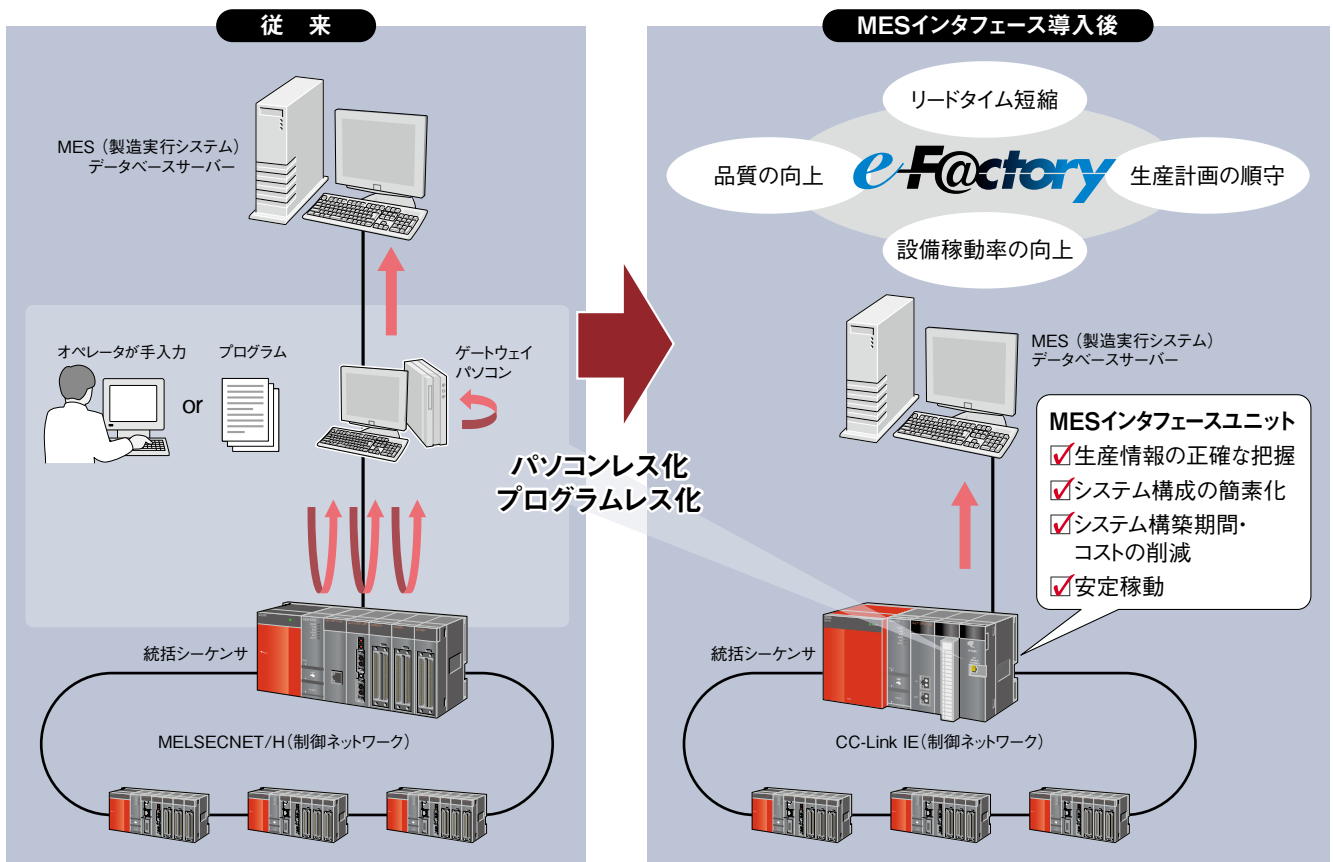 従 来
MES（製造実行システム）
データベースサーバー
オペレータが手入力
or
プログラム
ゲートウェイ
パソコン
統括シーケンサ
MELSECNET/H（制御ネットワーク）
パソコンレス化
プログラムレス化
MESインタフェース導入後
リードタイム短縮
品質の向上
e-F@ctory
生産計画の順守
設備稼動率の向上
MES（製造実行システム）
データベースサーバー
MESインタフェースユニット
生産情報の正確な把握
システム構成の簡素化
システム構築期間・
コストの削減
安定稼動
統括シーケンサ
CC-Link IE（制御ネットワーク）